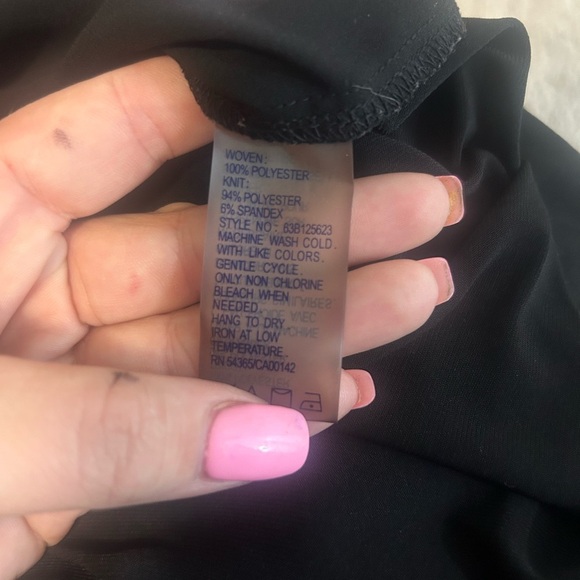 WOVEN:
100% POLYESTER
KNIT:
94% POLYESTER
6% SPANDEX
STYLE NO: 63B125623
MACHINE WASH COLD.
WITH LIKE COLORS.
GENTLE CYCLE.
ONLY NON CHLORINE
BLEACH WHEN
NEEDED.
HANG TO DRY
IRON AT LOW
TEMPERATURE.
RN 54365/CA00142